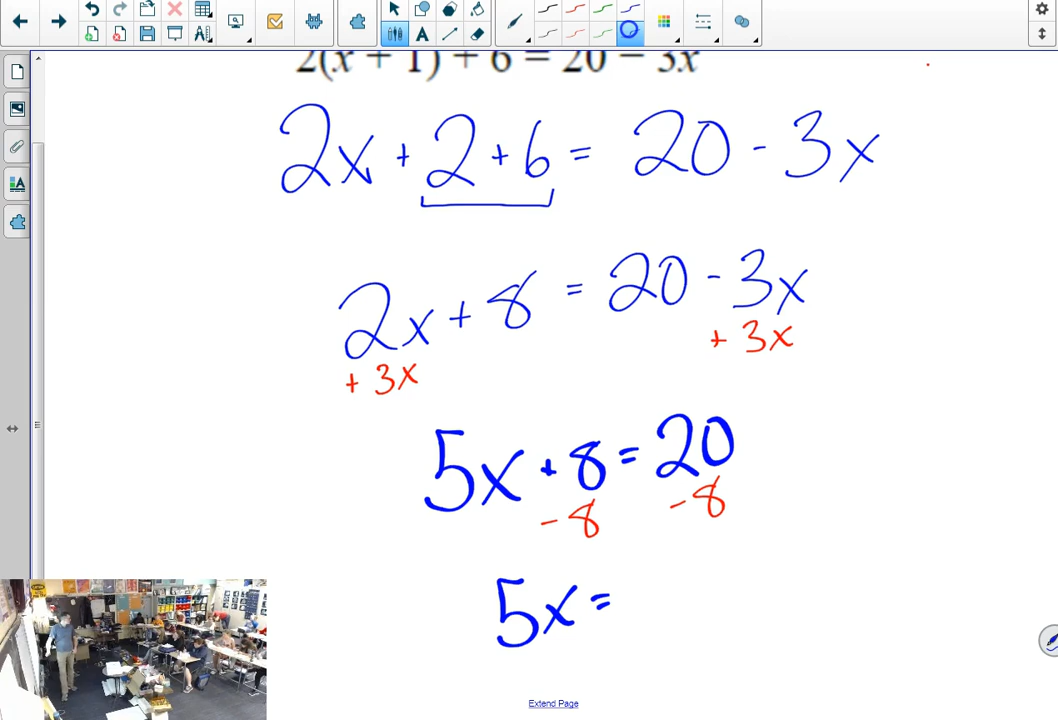 2(x + 1) + 6 = 20 − 3x
2x + 2 + 6 = 20 - 3x
2x + 8 = 20 - 3x
+ 3x + 3x
5x + 8 = 20
- 8 - 8
5x =
Extend Page